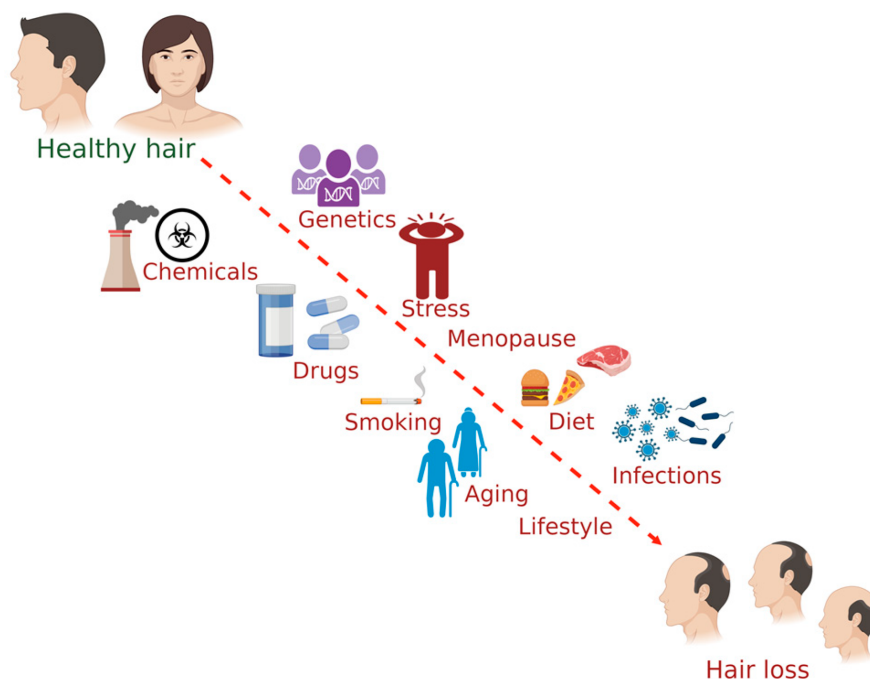 Healthy hair
Genetics
Chemicals
Stress
Menopause
Drugs
Smoking
Diet
Infections
Aging
Lifestyle
Hair loss